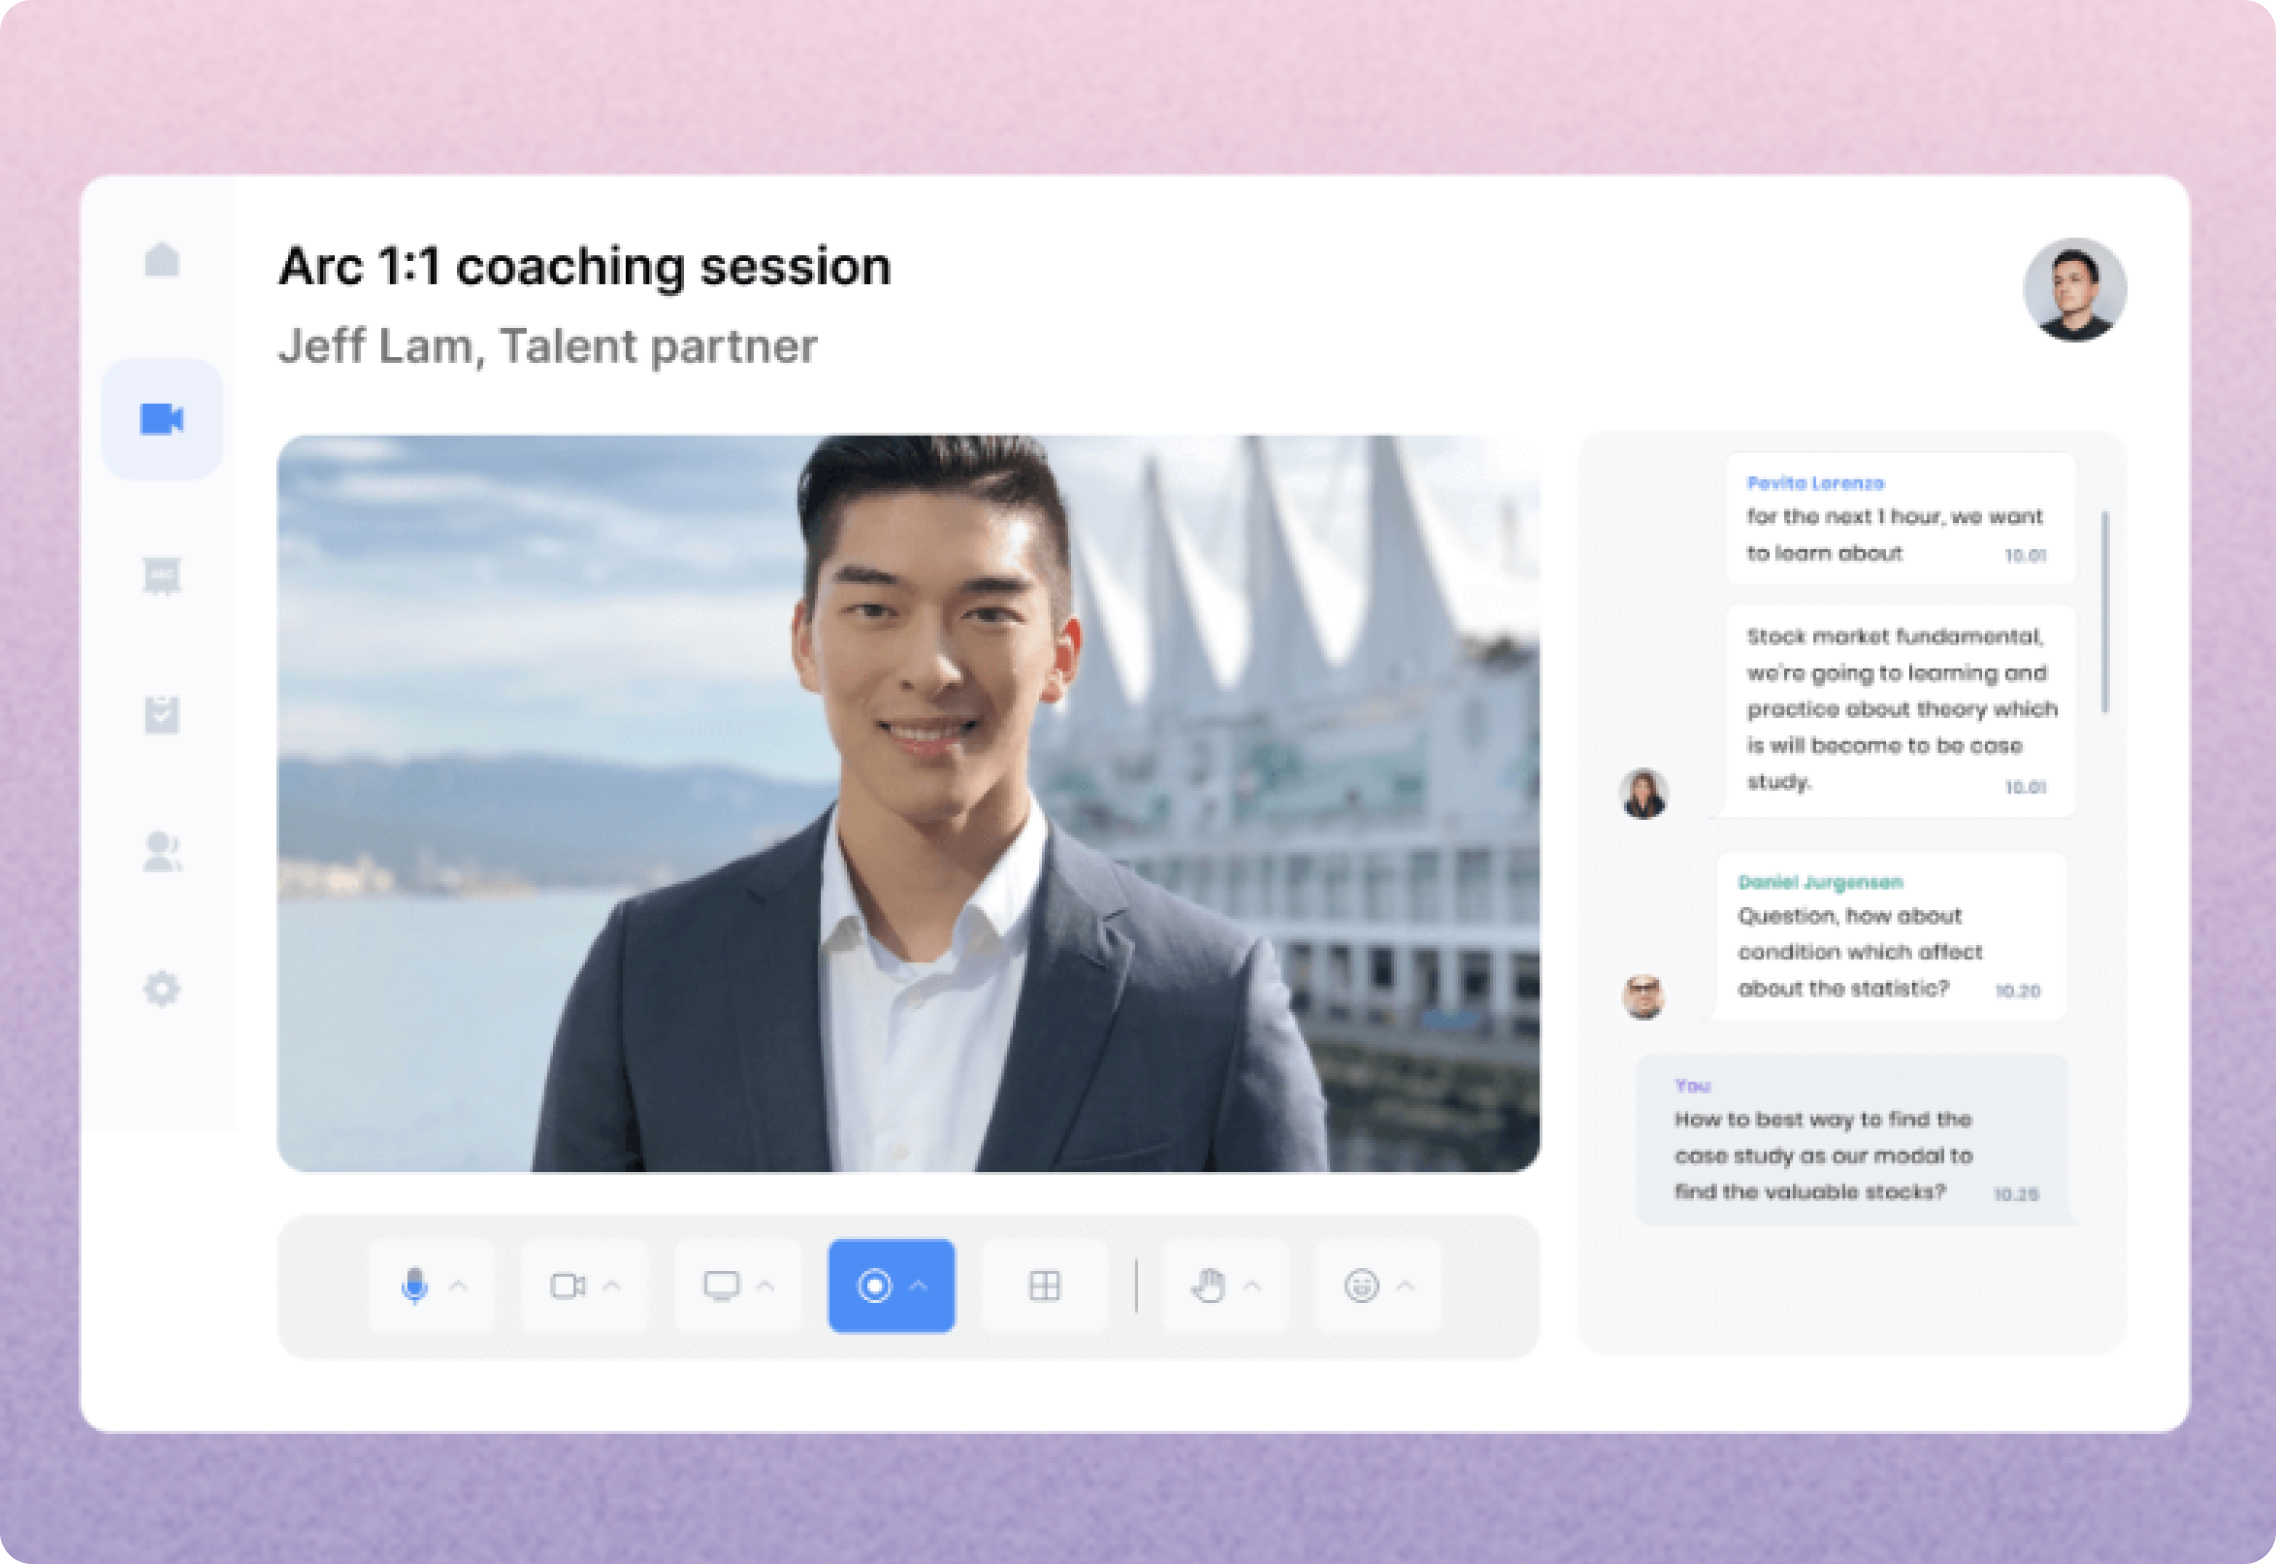 Arc 1:1 coaching session
Jeff Lam, Talent partner
Pavita Lorenzo
for the next 1 hour, we want
to learn about
10.01
Stock market fundamental,
we're going to learning and
practice about theory which
is will become to be case
study.
10.01
Daniel Jurgensen
Question, how about
condition which affect
about the statistic?
10.20
You
How to best way to find the
case study as our modal to
find the valuable stocks?
10.25